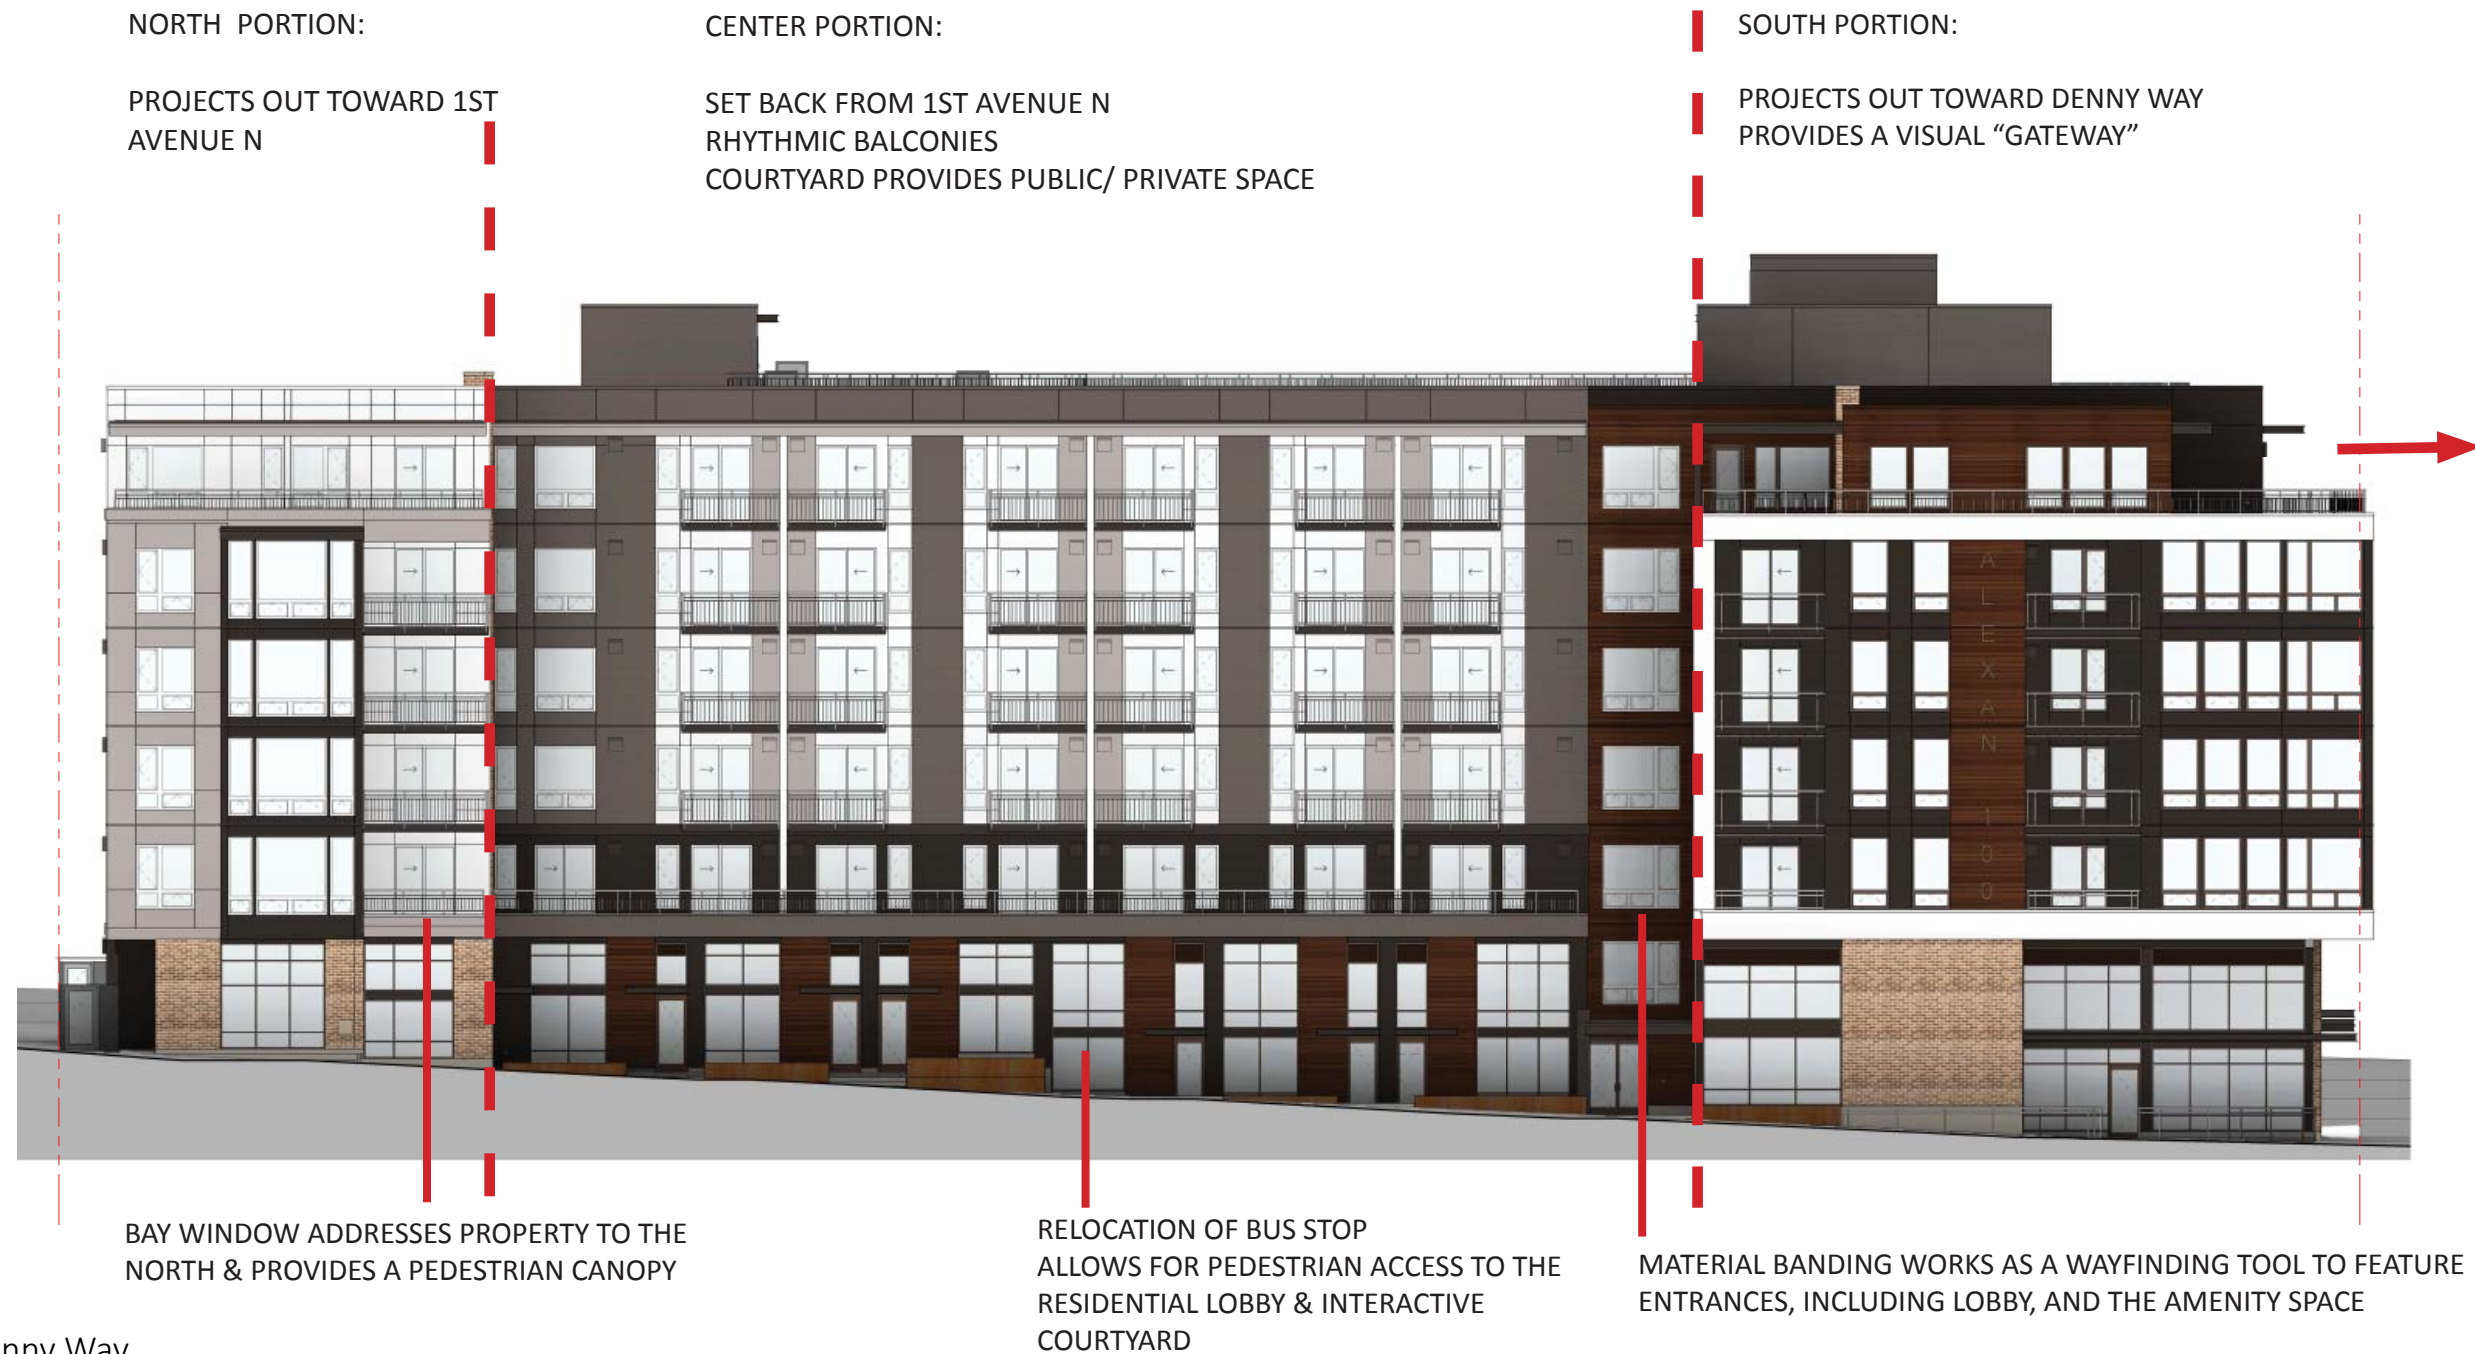 NORTH PORTION:
PROJECTS OUT TOWARD 1ST
AVENUE N
CENTER PORTION:
SET BACK FROM 1ST AVENUE N
RHYTHMIC BALCONIES
COURTYARD PROVIDES PUBLIC/ PRIVATE SPACE
SOUTH PORTION:
PROJECTS OUT TOWARD DENNY WAY
PROVIDES A VISUAL “GATEWAY”
ALEXAN 100
BAY WINDOW ADDRESSES PROPERTY TO THE
NORTH & PROVIDES A PEDESTRIAN CANOPY
RELOCATION OF BUS STOP
ALLOWS FOR PEDESTRIAN ACCESS TO THE
RESIDENTIAL LOBBY & INTERACTIVE
COURTYARD
MATERIAL BANDING WORKS AS A WAYFINDING TOOL TO FEATURE
ENTRANCES, INCLUDING LOBBY, AND THE AMENITY SPACE
nny Way